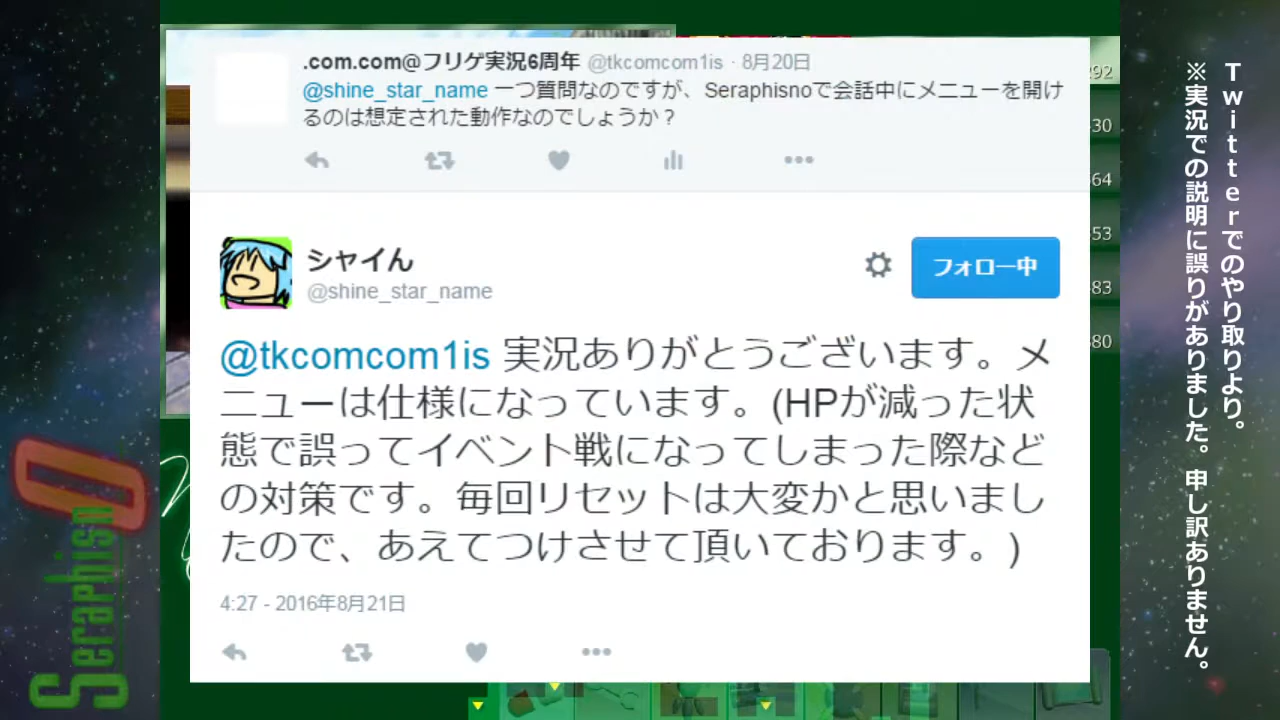 .com.com@フリゲ実況6周年 @tkcomcom1is · 8月20日
@shine_star_name 一つ質問なのですが、Seraphisnoで会話中にメニューを開け
るのは想定された動作なのでしょうか？
シャイん
@shine_star_name
フォロー中
@tkcomcom1is 実況ありがとうございます。メ
ニューは仕様になっています。(HPが減った状
態で誤ってイベント戦になってしまった際など
の対策です。毎回リセットは大変かと思いまし
たので、あえてつけさせて頂いております。)
4:27 - 2016年8月21日
Twitterでのやり取りより。
※実況での説明に誤りがありました。申し訳ありません。
92
30
64
53
83
80
SeraphisnO